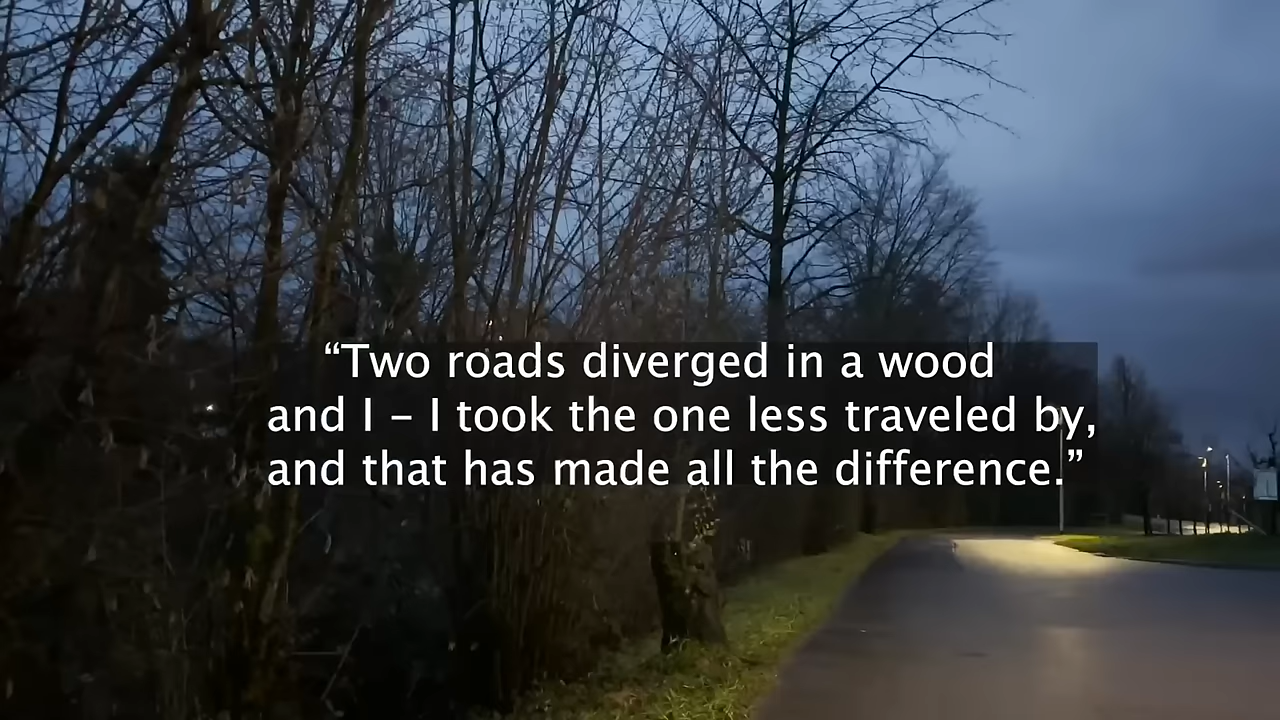 “Two roads diverged in a wood
and I – I took the one less traveled by,
and that has made all the difference.”